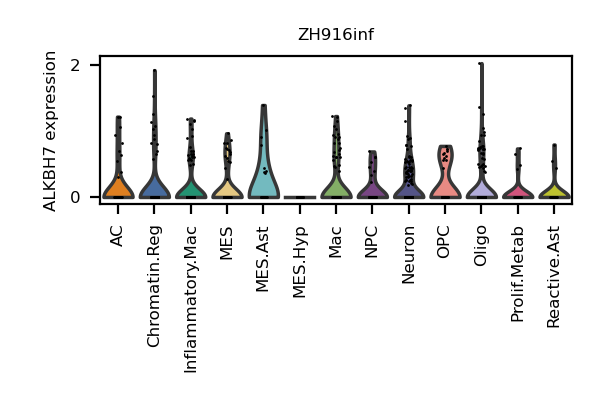 ZH916inf
ALKBH7 expression
2
0
AC
Chromatin.Reg
Inflammatory.Mac
MES
MES.Ast
MES.Hyp
Mac
NPC
Neuron
OPC
Oligo
Prolif.Metab
Reactive.Ast